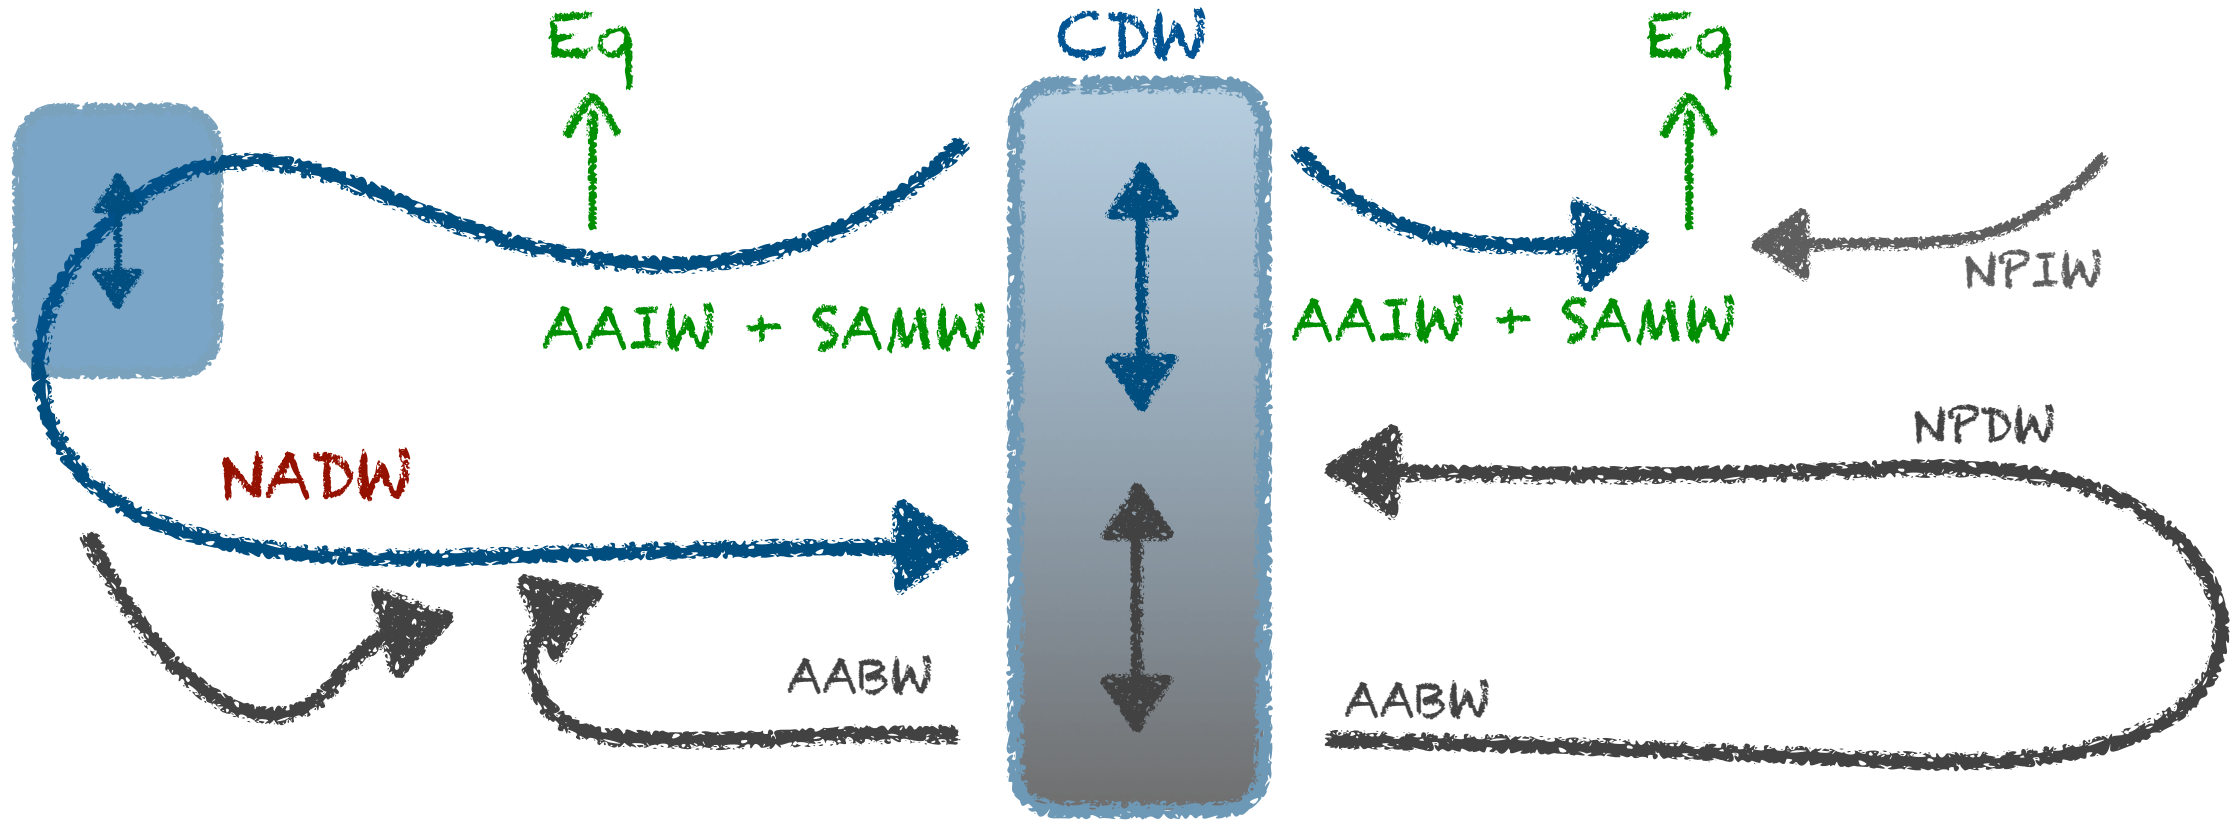 Eq
CDW
Eq
NPIW
AAIW + SAMW
AAIW + SAMW
NPDW
NADW
AABW
AABW